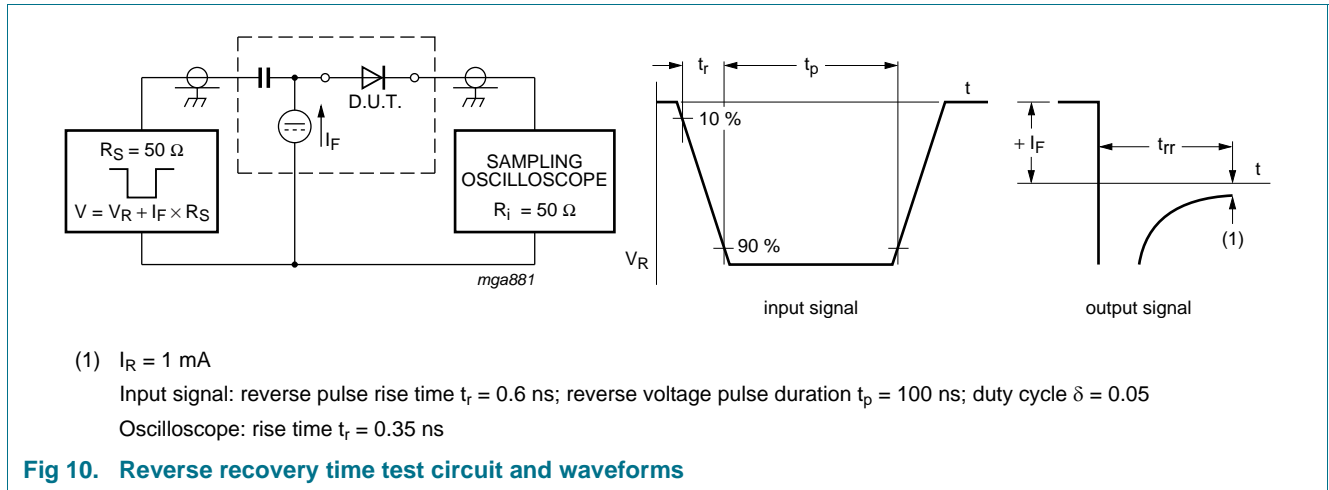 R_S = 50 Ω
V = V_R + I_F × R_S
I_F
D.U.T.
SAMPLING
OSCILLOSCOPE
R_i = 50 Ω
mga881
t_r
t_p
t
10 %
90 %
V_R
input signal
+ I_F
t_rr
t
(1)
output signal
(1) I_R = 1 mA
Input signal: reverse pulse rise time t_r = 0.6 ns; reverse voltage pulse duration t_p = 100 ns; duty cycle δ = 0.05
Oscilloscope: rise time t_r = 0.35 ns
Fig 10. Reverse recovery time test circuit and waveforms